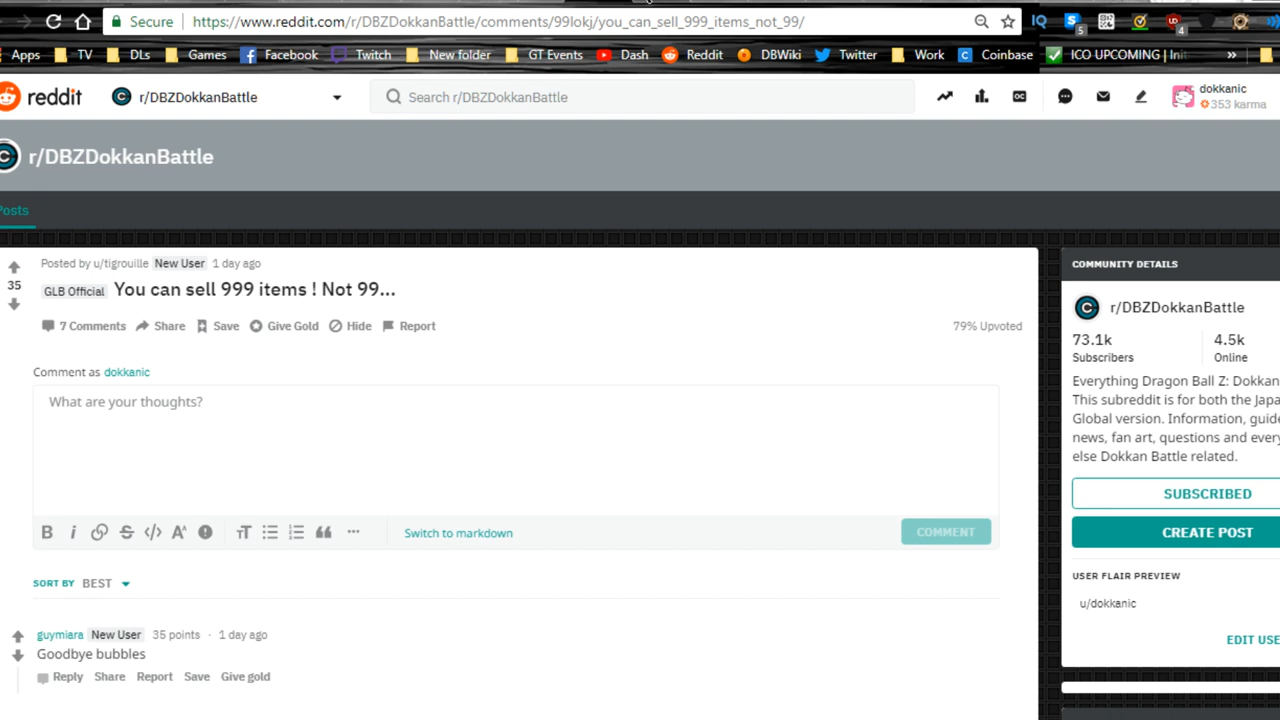 Secure https://www.reddit.com/r/DBZDokkanBattle/comments/99lokj/you_can_sell_999_items_not_99/
IQ
5
4
Apps TV DLs Games Facebook Twitch New folder GT Events Dash Reddit DBWiki Twitter Work Coinbase ICO UPCOMING | Init »
reddit r/DBZDokkanBattle Search r/DBZDokkanBattle dokkanic
353 karma
r/DBZDokkanBattle
Posts
Posted by u/tigrouille New User 1 day ago
35
GLB Official You can sell 999 items ! Not 99...
7 Comments Share Save Give Gold Hide Report 79% Upvoted
Comment as dokkanic
What are your thoughts?
Switch to markdown COMMENT
SORT BY BEST
guymiara New User 35 points · 1 day ago
Goodbye bubbles
Reply Share Report Save Give gold
COMMUNITY DETAILS
r/DBZDokkanBattle
73.1k 4.5k
Subscribers Online
Everything Dragon Ball Z: Dokkan
This subreddit is for both the Japa
Global version. Information, guide
news, fan art, questions and every
else Dokkan Battle related.
SUBSCRIBED
CREATE POST
USER FLAIR PREVIEW
u/dokkanic
EDIT USE